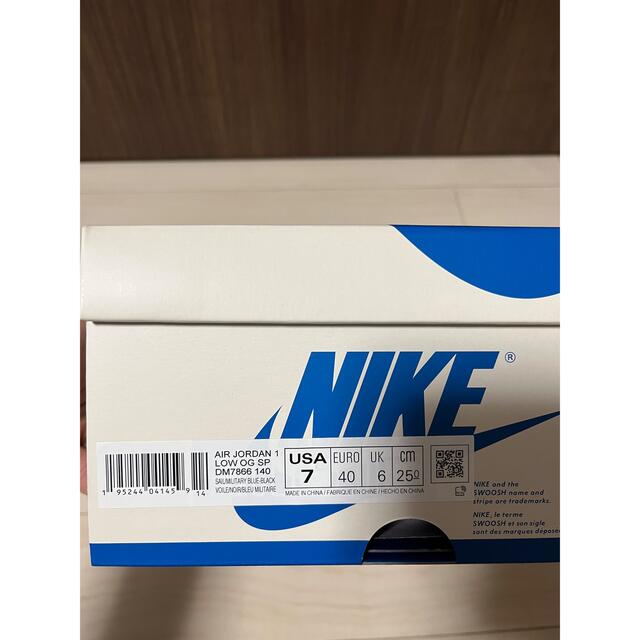 NIKE®
AIR JORDAN 1
LOW OG SP
DM7866 140
SAIL/MILITARY BLUE-BLACK
VOILE/NOIR/BLEU MILITAIRE
USA
7
EURO
40
UK
6
cm
25.0
MADE IN CHINA / FABRIQUÉ EN CHINE / HECHO EN CHINA
1 95244 04145 9 14
NIKE and the
SWOOSH name and
stripe are trademarks.
NIKE, le terme
SWOOSH et son sigle
sont des marques depose